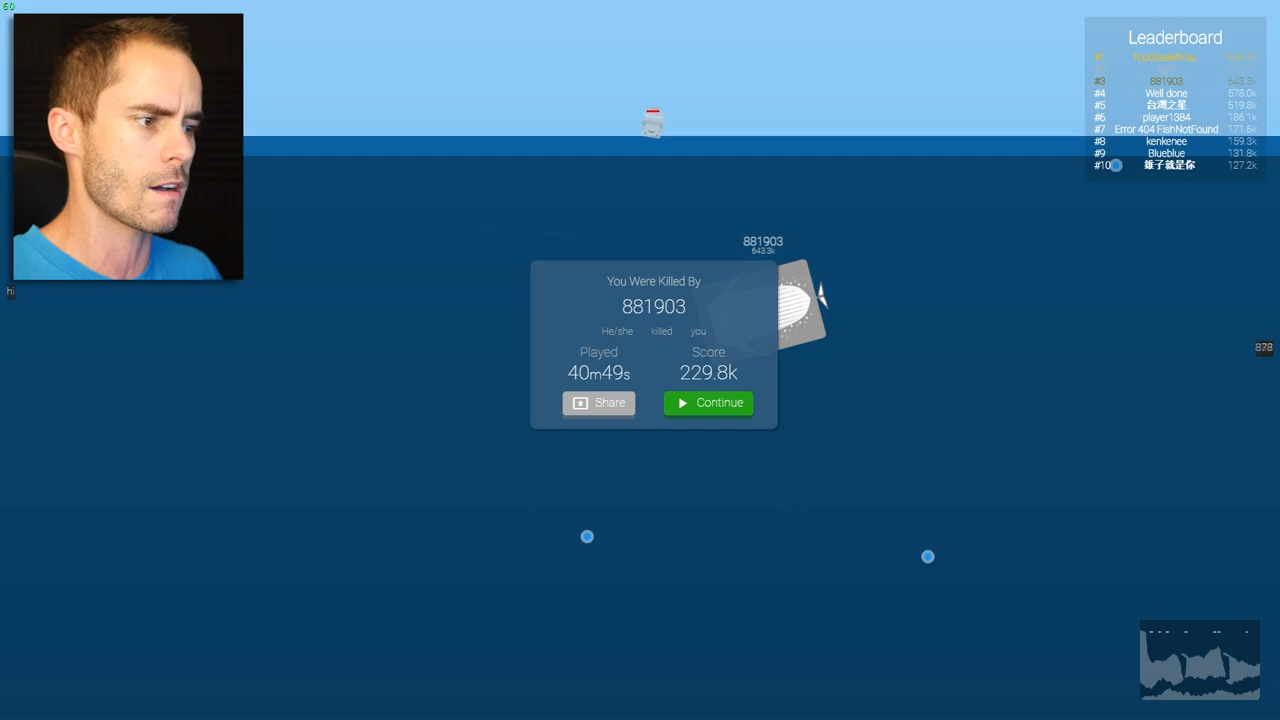 60
Leaderboard
#1 TooGreek4You
#3 881903 643.3k
#4 Well done 578.0k
#5 台灣之星 519.8k
#6 player1384 186.1k
#7 Error 404 FishNotFound 171.6k
#8 kenkenee 159.3k
#9 Blueblue 131.8k
#10 雞子就是你 127.2k
881903
643.3k
You Were Killed By
881903
He/she killed you
Played Score
40m49s 229.8k
Share Continue
hi
878